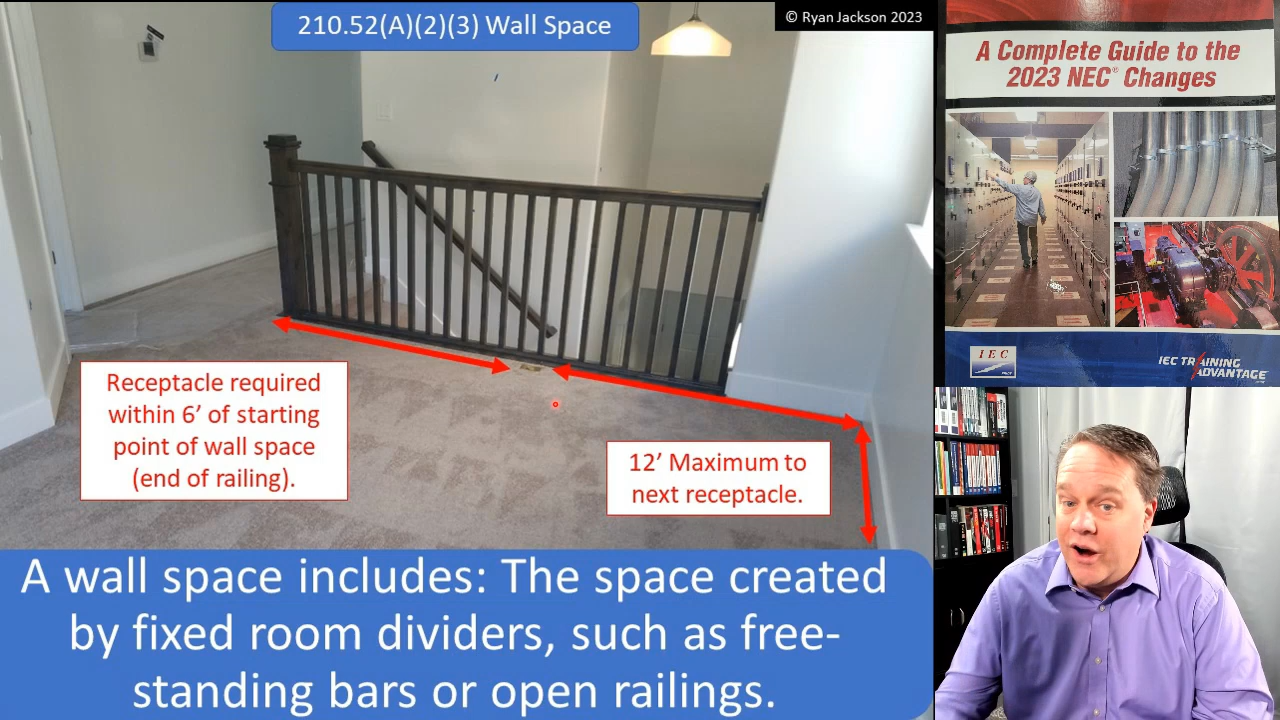 210.52(A)(2)(3) Wall Space
© Ryan Jackson 2023
A Complete Guide to the
2023 NEC® Changes
IEC
IEC TRAINING
ADVANTAGE
Receptacle required
within 6’ of starting
point of wall space
(end of railing).
12’ Maximum to
next receptacle.
A wall space includes: The space created
by fixed room dividers, such as free-
standing bars or open railings.